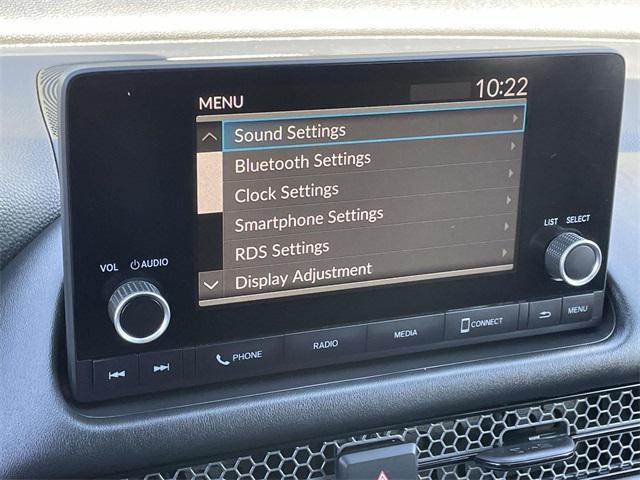 10:22
MENU
Sound Settings
Bluetooth Settings
Clock Settings
Smartphone Settings
RDS Settings
Display Adjustment
VOL AUDIO
LIST SELECT
PHONE RADIO MEDIA CONNECT MENU